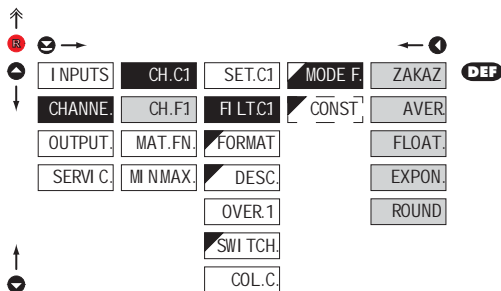 R
INPUTS CH.C1 SET.C1 MODE F. ZAKAZ DEF
CHANNE. CH.F1 FILT.C1 CONST AVER.
OUTPUT. MAT.FN. FORMAT FLOAT.
SERVIC. MINMAX. DESC. EXPON.
OVER.1 ROUND
SWITCH.
COL.C.